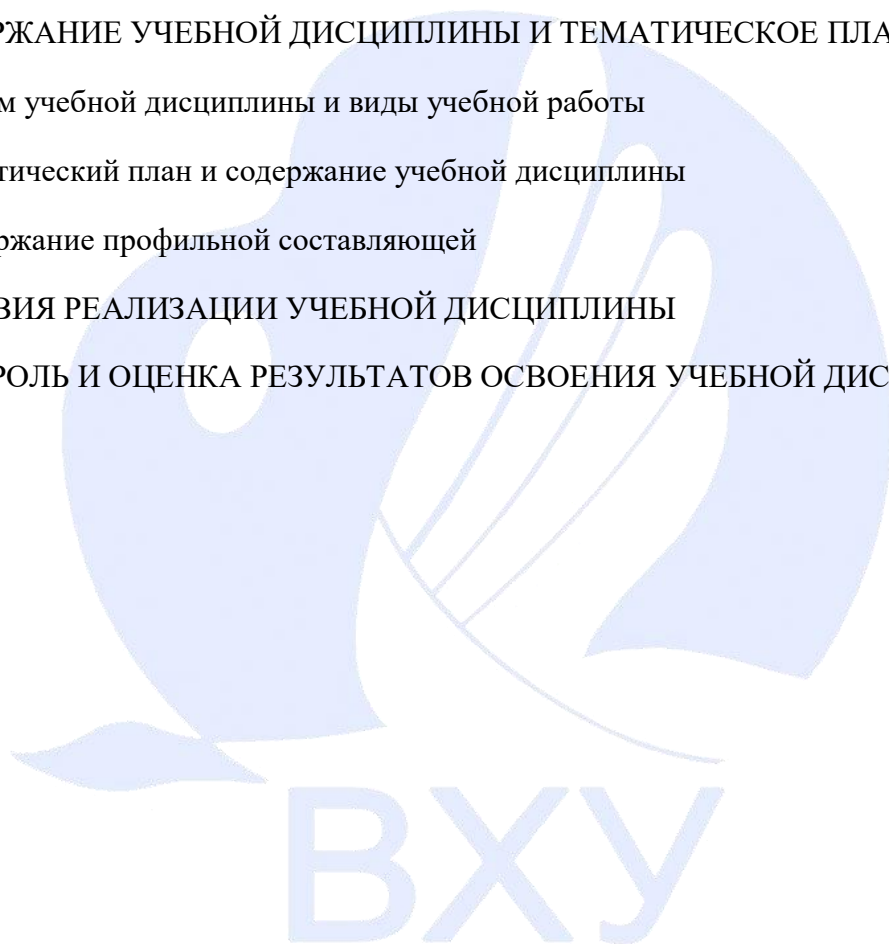 РЖАНИЕ УЧЕБНОЙ ДИСЦИПЛИНЫ И ТЕМАТИЧЕСКОЕ ПЛА
м учебной дисциплины и виды учебной работы
тический план и содержание учебной дисциплины
ржание профильной составляющей
ВИЯ РЕАЛИЗАЦИИ УЧЕБНОЙ ДИСЦИПЛИНЫ
РОЛЬ И ОЦЕНКА РЕЗУЛЬТАТОВ ОСВОЕНИЯ УЧЕБНОЙ ДИС
ВХУ